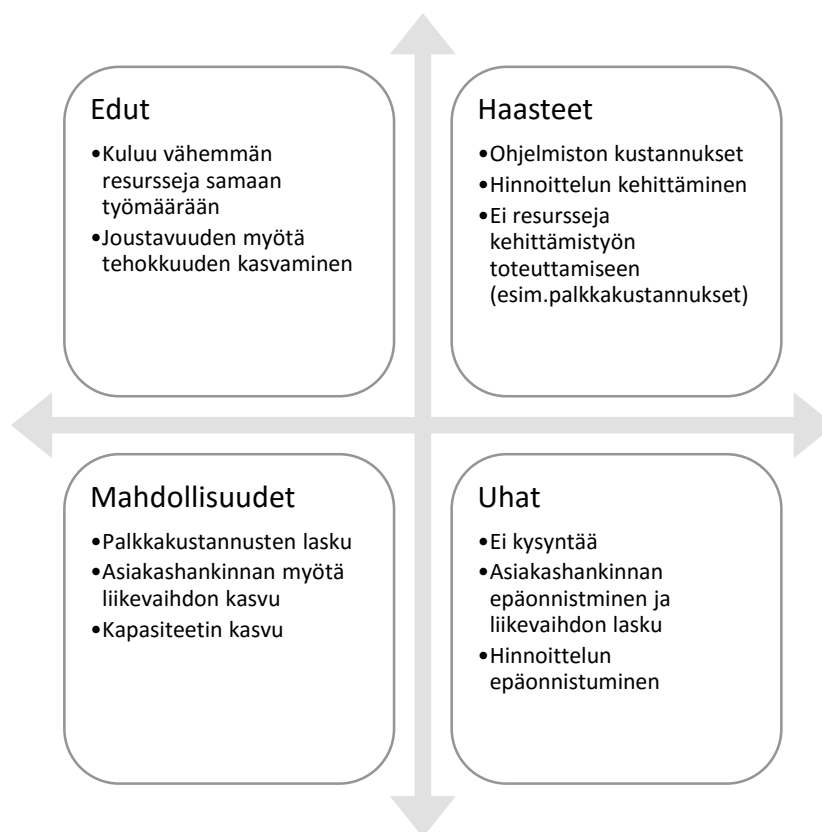 Edut
•Kuluu vähemmän
resursseja samaan
työmäärään
•Joustavuuden myötä
tehokkuuden kasvaminen
Haasteet
•Ohjelmiston kustannukset
•Hinnoittelun kehittäminen
•Ei resursseja
kehittämistyön
toteuttamiseen
(esim.palkkakustannukset)
Mahdollisuudet
•Palkkakustannusten lasku
•Asiakashankinnan myötä
liikevaihdon kasvu
•Kapasiteetin kasvu
Uhat
•Ei kysyntää
•Asiakashankinnan
epäonnistminen ja
liikevaihdon lasku
•Hinnoittelun
epäonnistuminen